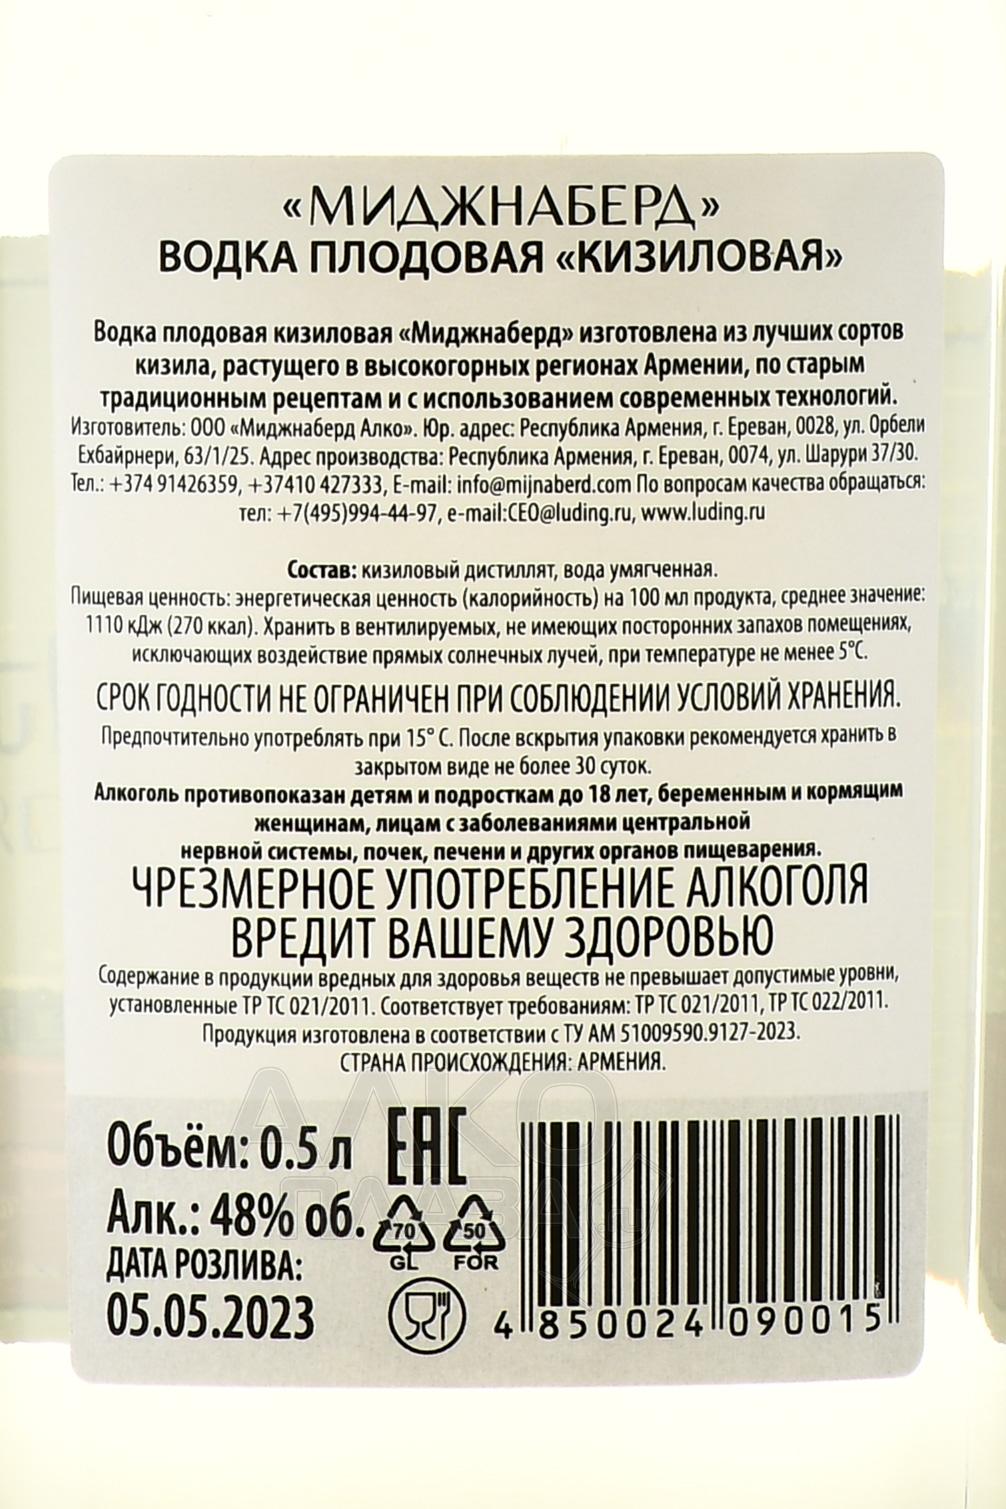 «МИДЖНАБЕРД»
ВОДКА ПЛОДОВАЯ «КИЗИЛОВАЯ»
Водка плодовая кизиловая «Миджнаберд» изготовлена из лучших сортов
кизила, растущего в высокогорных регионах Армении, по старым
традиционным рецептам и с использованием современных технологий.
Изготовитель: ООО «Миджнаберд Алко». Юр. адрес: Республика Армения, г. Ереван, 0028, ул. Орбели
Ехбайрнери, 63/1/25. Адрес производства: Республика Армения, г. Ереван, 0074, ул. Шарури 37/30.
Тел.: +374 91426359, +37410 427333, E-mail: info@mijnaberd.com По вопросам качества обращаться:
тел: +7(495)994-44-97, e-mail:CEO@luding.ru, www.luding.ru
Состав: кизиловый дистиллят, вода умягченная.
Пищевая ценность: энергетическая ценность (калорийность) на 100 мл продукта, среднее значение:
1110 кДж (270 ккал). Хранить в вентилируемых, не имеющих посторонних запахов помещениях,
исключающих воздействие прямых солнечных лучей, при температуре не менее 5°С.
СРОК ГОДНОСТИ НЕ ОГРАНИЧЕН ПРИ СОБЛЮДЕНИИ УСЛОВИЙ ХРАНЕНИЯ.
Предпочтительно употреблять при 15° С. После вскрытия упаковки рекомендуется хранить в
закрытом виде не более 30 суток.
Алкоголь противопоказан детям и подросткам до 18 лет, беременным и кормящим
женщинам, лицам с заболеваниями центральной
нервной системы, почек, печени и других органов пищеварения.
ЧРЕЗМЕРНОЕ УПОТРЕБЛЕНИЕ АЛКОГОЛЯ
ВРЕДИТ ВАШЕМУ ЗДОРОВЬЮ
Содержание в продукции вредных для здоровья веществ не превышает допустимые уровни,
установленные ТР ТС 021/2011. Соответствует требованиям: ТР ТС 021/2011, ТР ТС 022/2011.
Продукция изготовлена в соответствии с ТУ АМ 51009590.9127-2023.
СТРАНА ПРОИСХОЖДЕНИЯ: АРМЕНИЯ.
Объём: 0.5 л
EAC
Алк.: 48% об.
70
GL
50
FOR
ДАТА РОЗЛИВА:
05.05.2023
4 850024 090015
АЛКО
ПЛАЗА.ru